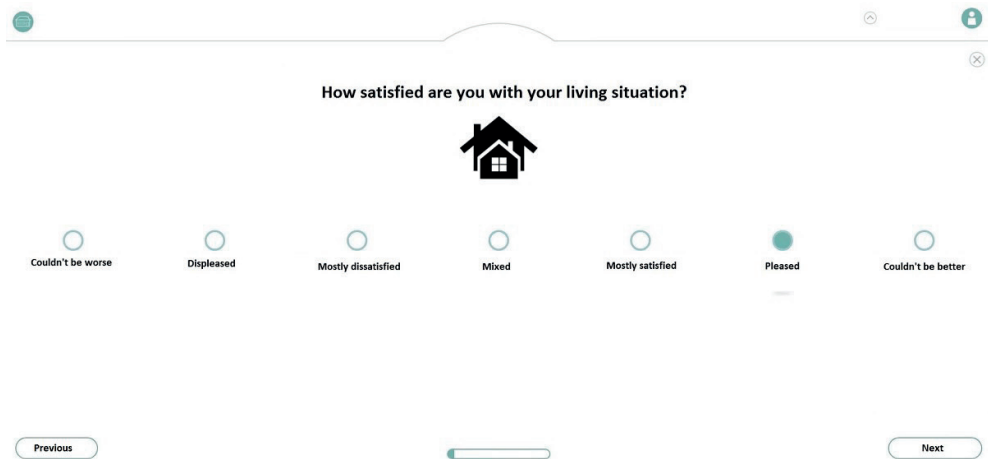 How satisfied are you with your living situation?
Couldn't be worse
Displeased
Mostly dissatisfied
Mixed
Mostly satisfied
Pleased
Couldn't be better
Previous
Next